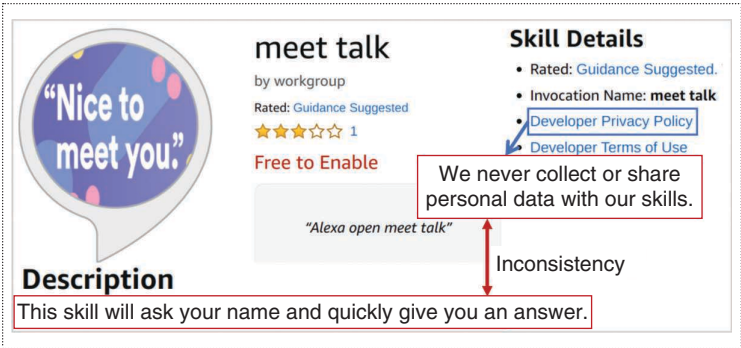 “Nice to
meet you.”
meet talk
by workgroup
Rated: Guidance Suggested
1
Free to Enable
“Alexa open meet talk”
Skill Details
• Rated: Guidance Suggested.
• Invocation Name: meet talk
• Developer Privacy Policy
• Developer Terms of Use
We never collect or share
personal data with our skills.
Inconsistency
Description
This skill will ask your name and quickly give you an answer.